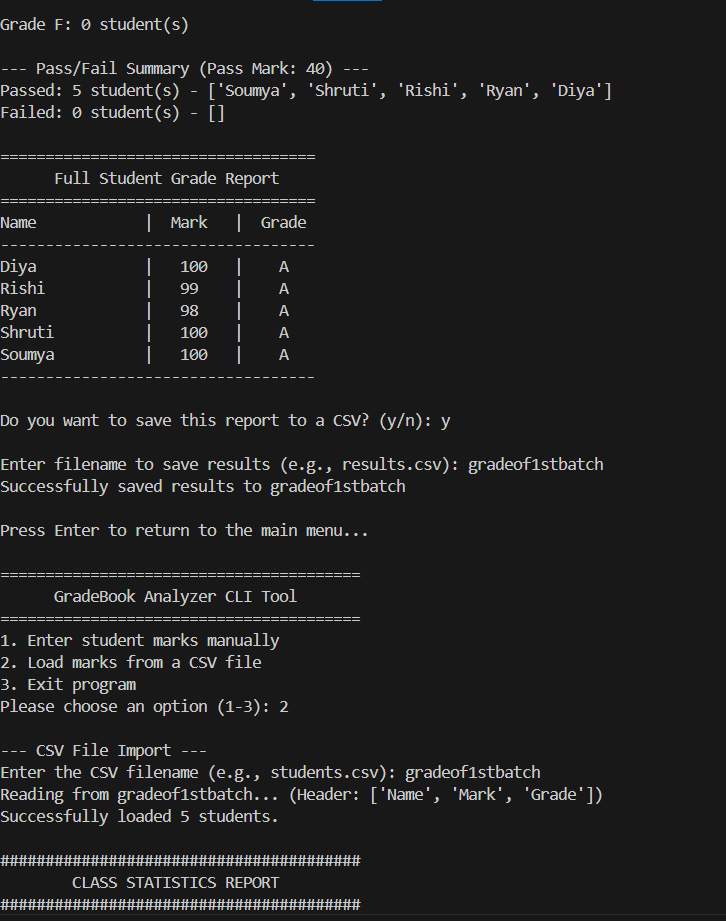 Grade F: 0 student(s)
--- Pass/Fail Summary (Pass Mark: 40) ---
Passed: 5 student(s) - ['Soumya', 'Shruti', 'Rishi', 'Ryan', 'Diya']
Failed: 0 student(s) - []
===================================
Full Student Grade Report
===================================
Name | Mark | Grade
-----------------------------------
Diya | 100 | A
Rishi | 99 | A
Ryan | 98 | A
Shruti | 100 | A
Soumya | 100 | A
-----------------------------------
Do you want to save this report to a CSV? (y/n): y
Enter filename to save results (e.g., results.csv): gradeof1stbatch
Successfully saved results to gradeof1stbatch
Press Enter to return to the main menu...
========================================
GradeBook Analyzer CLI Tool
========================================
1. Enter student marks manually
2. Load marks from a CSV file
3. Exit program
Please choose an option (1-3): 2
--- CSV File Import ---
Enter the CSV filename (e.g., students.csv): gradeof1stbatch
Reading from gradeof1stbatch... (Header: ['Name', 'Mark', 'Grade'])
Successfully loaded 5 students.
########################################
CLASS STATISTICS REPORT
########################################